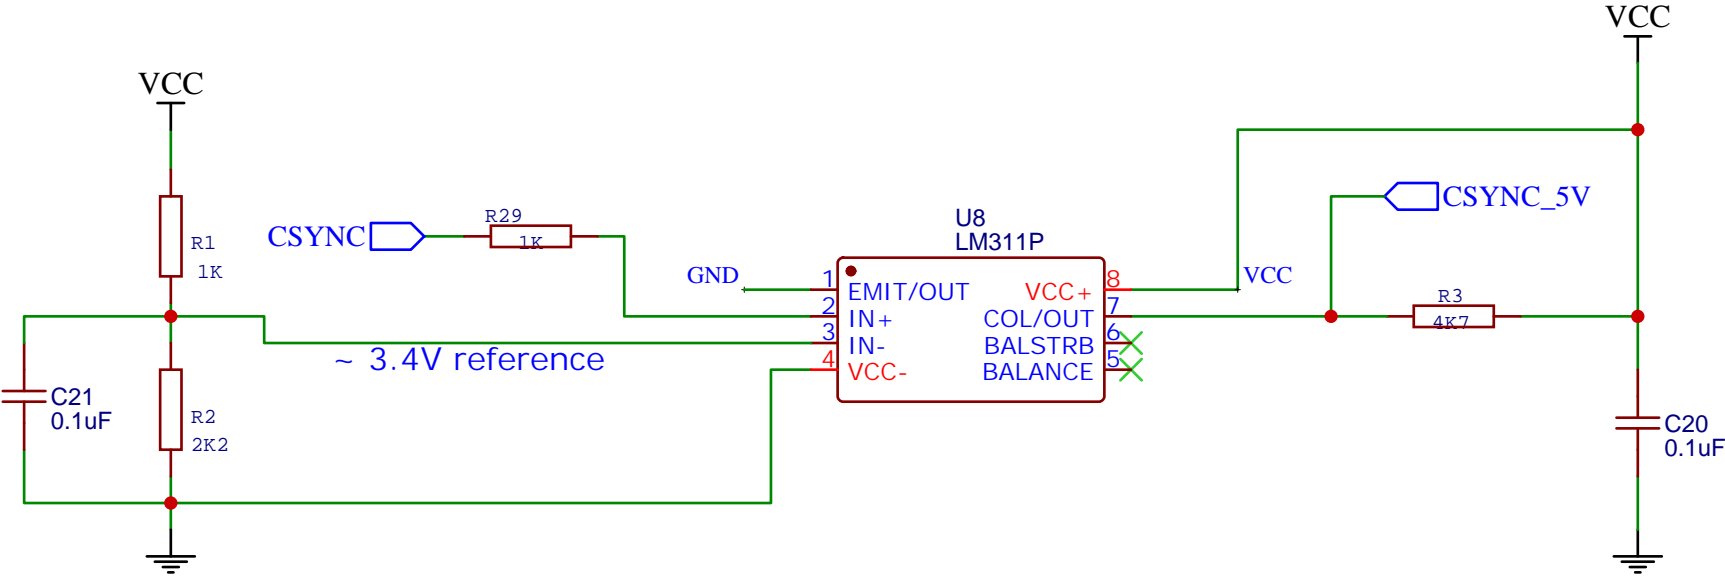 VCC
VCC
R1
1K
CSYNC
R29
1K
U8
LM311P
CSYNC_5V
GND
1
EMIT/OUT
2
IN+
3
IN-
4
VCC-
VCC+
8
COL/OUT
7
BALSTRB
6
BALANCE
5
VCC
R3
4K7
~ 3.4V reference
C21
0.1uF
R2
2K2
C20
0.1uF